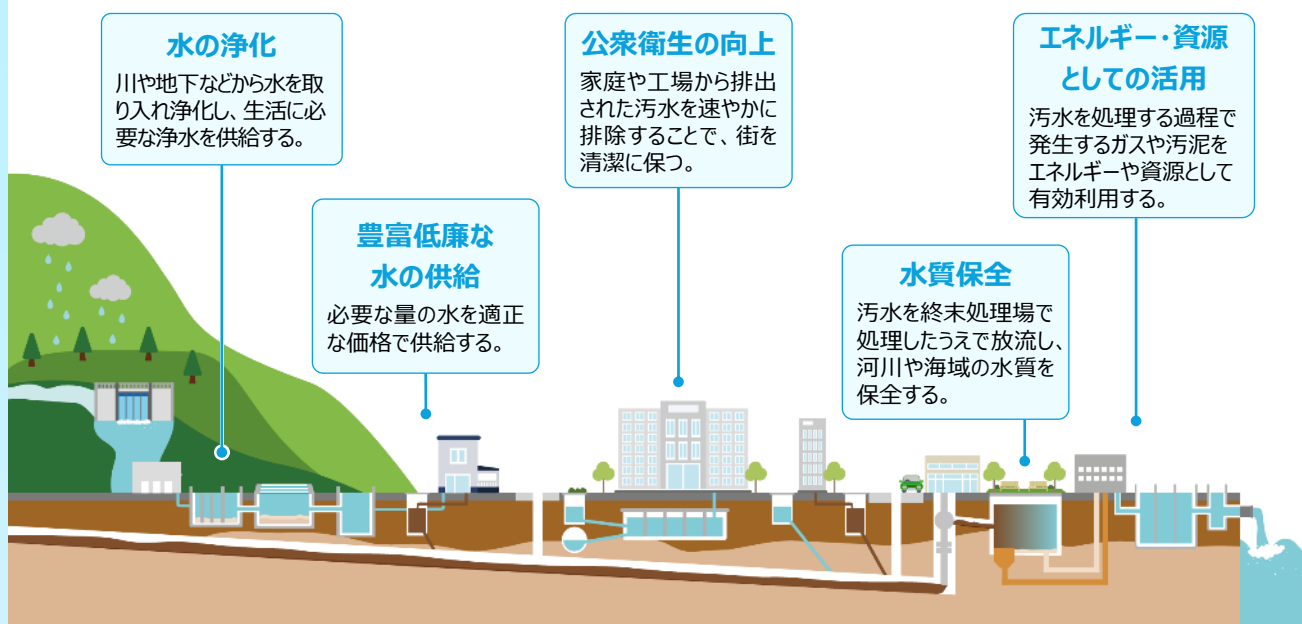 水の浄化
川や地下などから水を取
り入れ浄化し、生活に必
要な浄水を供給する。
豊富低廉な
水の供給
必要な量の水を適正
な価格で供給する。
公衆衛生の向上
家庭や工場から排出
された汚水を速やかに
排除することで、街を
清潔に保つ。
水質保全
汚水を終末処理場で
処理したうえで放流し、
河川や海域の水質を
保全する。
エネルギー・資源
としての活用
汚水を処理する過程で
発生するガスや汚泥を
エネルギーや資源として
有効利用する。